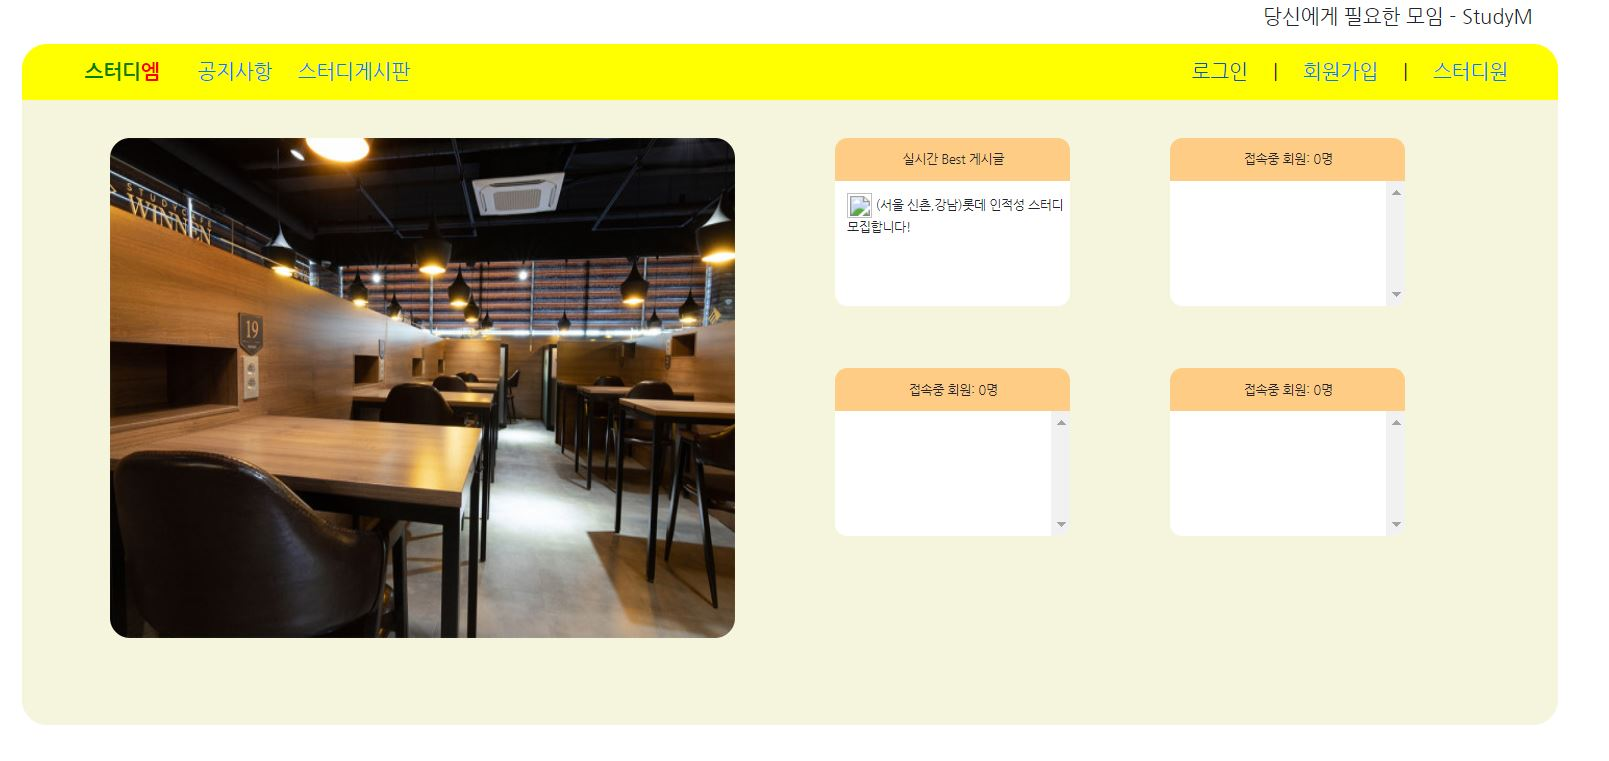 당신에게 필요한 모임 - StudyM
스터디엠 공지사항 스터디게시판 로그인 | 회원가입 | 스터디원
STUDYCAFE
WINNEN
19
실시간 Best 게시글
(서울 신촌,강남)롯데 인적성 스터디
모집합니다!
접속중 회원: 0명
접속중 회원: 0명
접속중 회원: 0명